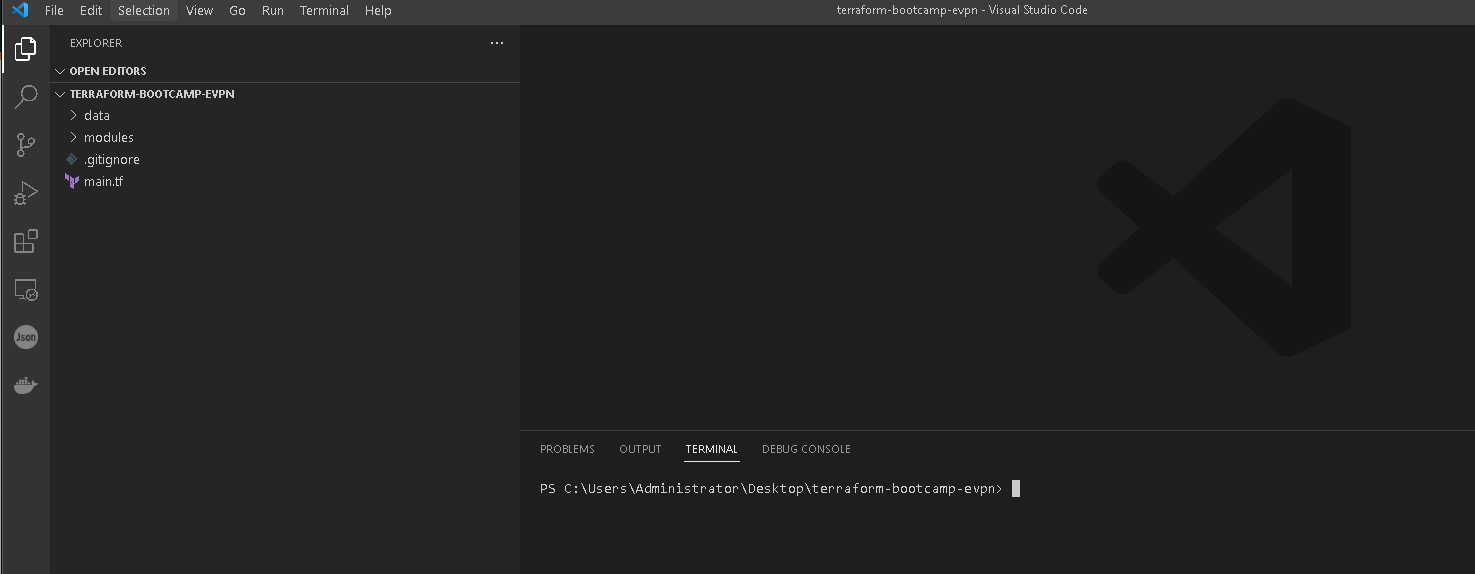 File Edit Selection View Go Run Terminal Help
terraform-bootcamp-evpn - Visual Studio Code
EXPLORER
OPEN EDITORS
TERRAFORM-BOOTCAMP-EVPN
data
modules
.gitignore
main.tf
Json
PROBLEMS OUTPUT TERMINAL DEBUG CONSOLE
PS C:\Users\Administrator\Desktop\terraform-bootcamp-evpn>